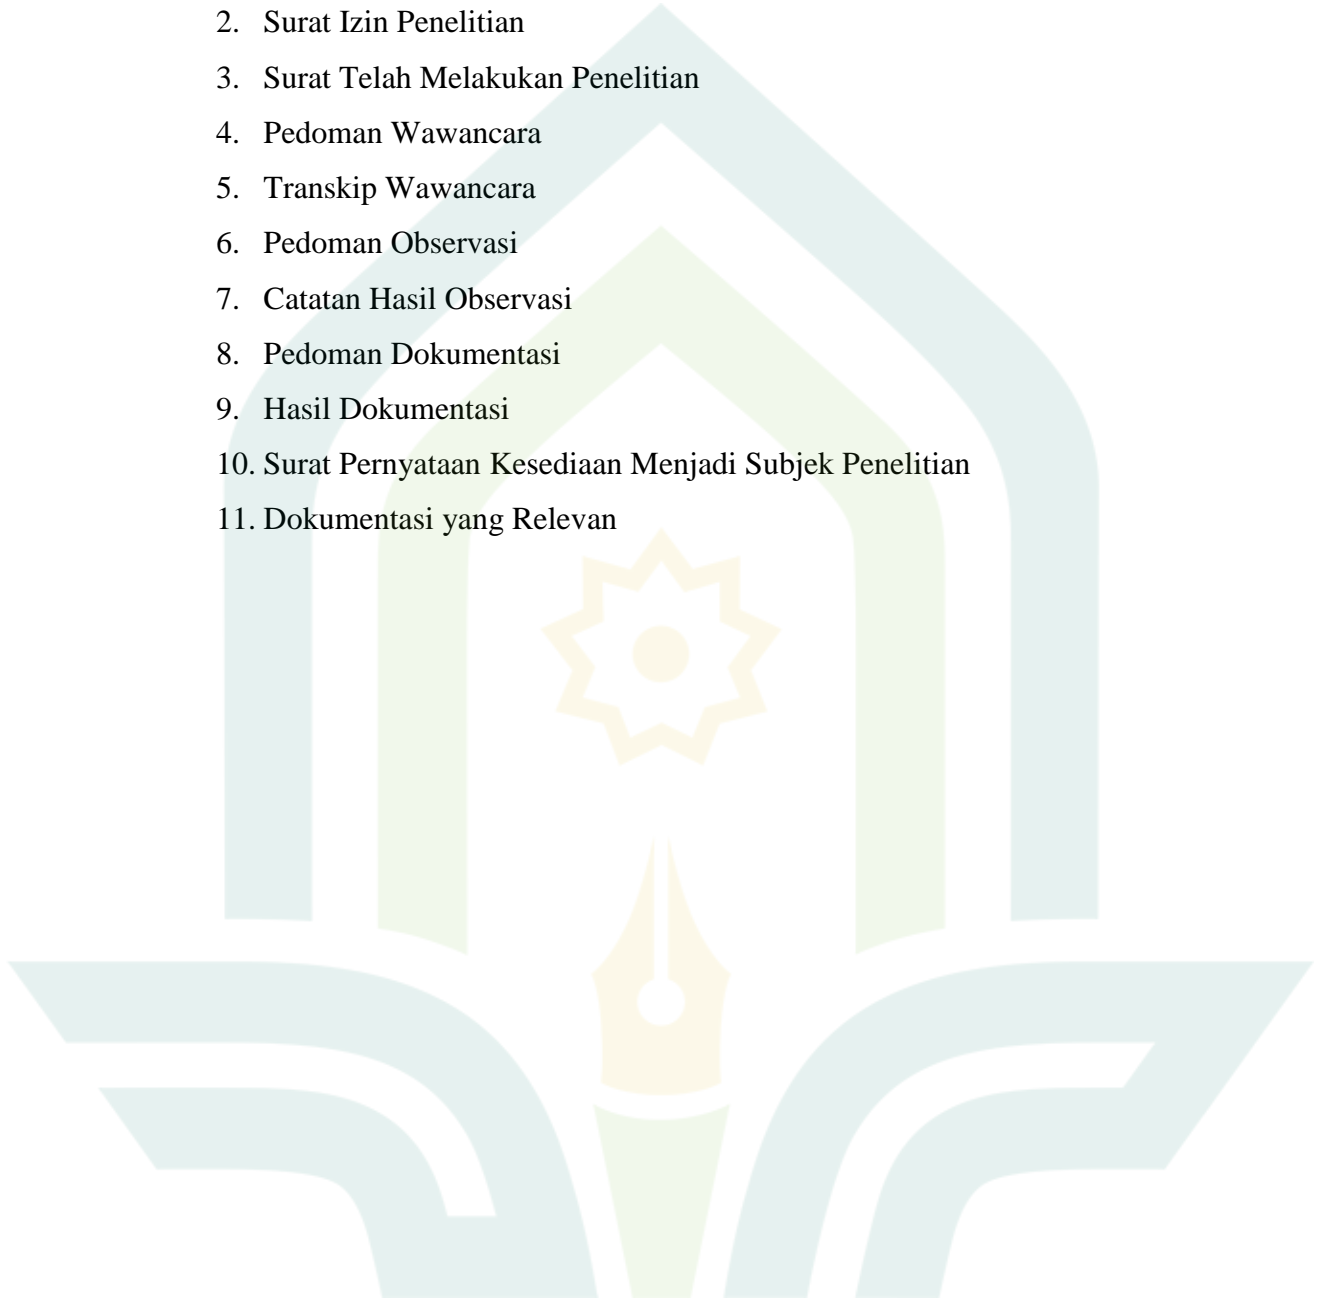 2. Surat Izin Penelitian
3. Surat Telah Melakukan Penelitian
4. Pedoman Wawancara
5. Transkip Wawancara
6. Pedoman Observasi
7. Catatan Hasil Observasi
8. Pedoman Dokumentasi
9. Hasil Dokumentasi
10. Surat Pernyataan Kesediaan Menjadi Subjek Penelitian
11. Dokumentasi yang Relevan